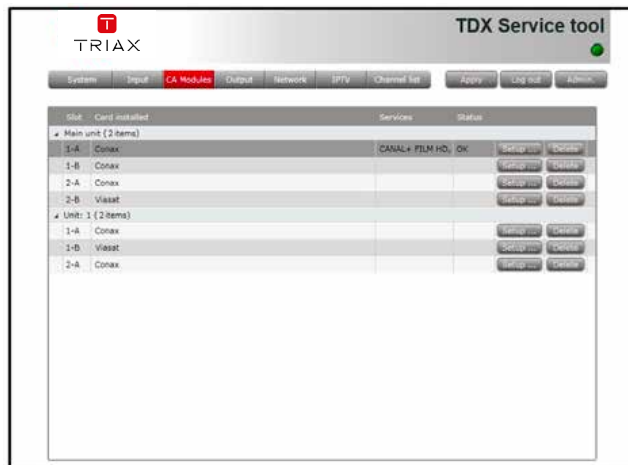 TDX Service tool
TRIAX
System Input CA Modules Output Network IPTV Channel list Apply Log out Admin.
Slot Card installed Services Status
Main unit (2 items)
1-A Conax CANAL+ FILM HD, OK Setup ... Delete
1-B Conax Setup ... Delete
2-A Conax Setup ... Delete
2-B Viasat Setup ... Delete
Unit: 1 (2 items)
1-A Conax Setup ... Delete
1-B Viasat Setup ... Delete
2-A Conax Setup ... Delete